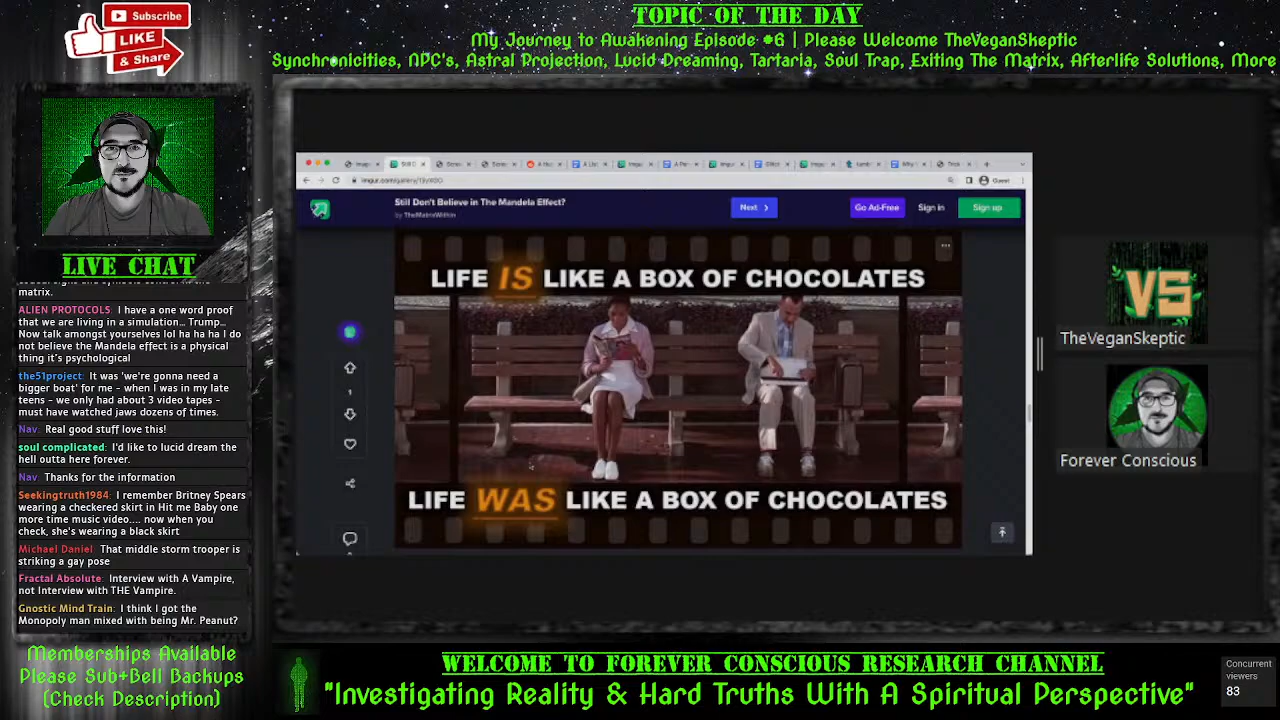 Subscribe
LIKE
& Share
TOPIC OF THE DAY
My Journey to Awakening Episode #6 | Please Welcome TheVeganSkeptic
Synchronicities, NPC's, Astral Projection, Lucid Dreaming, Tartaria, Soul Trap, Exiting The Matrix, Afterlife Solutions, More
LIVE CHAT
matrix.
ALIEN PROTOCOLS: I have a one word proof
that we are living in a simulation... Trump...
Now talk amongst yourselves lol ha ha ha I do
not believe the Mandela effect is a physical
thing it's psychological
the51project: It was 'we're gonna need a
bigger boat' for me - when I was in my late
teens - we only had about 3 video tapes -
must have watched jaws dozens of times.
Nav: Real good stuff love this!
soul complicated: I'd like to lucid dream the
hell outta here forever.
Nav: Thanks for the information
Seekingtruth1984: I remember Britney Spears
wearing a checkered skirt in Hit me Baby one
more time music video.... now when you
check, she's wearing a black skirt
Michael Daniel: That middle storm trooper is
striking a gay pose
Fractal Absolute: Interview with A Vampire,
not Interview with THE Vampire.
Gnostic Mind Train: I think I got the
Monopoly man mixed with being Mr. Peanut?
Memberships Available
Please Sub+Bell Backups
(Check Description)
Guest
Still Don't Believe in The Mandela Effect?
by TheMatrixWithin
Next
Go Ad-Free
Sign in
Sign up
LIFE IS LIKE A BOX OF CHOCOLATES
1
LIFE WAS LIKE A BOX OF CHOCOLATES
VS
TheVeganSkeptic
Forever Conscious
WELCOME TO FOREVER CONSCIOUS RESEARCH CHANNEL
"Investigating Reality & Hard Truths With A Spiritual Perspective"
Concurrent
viewers
83